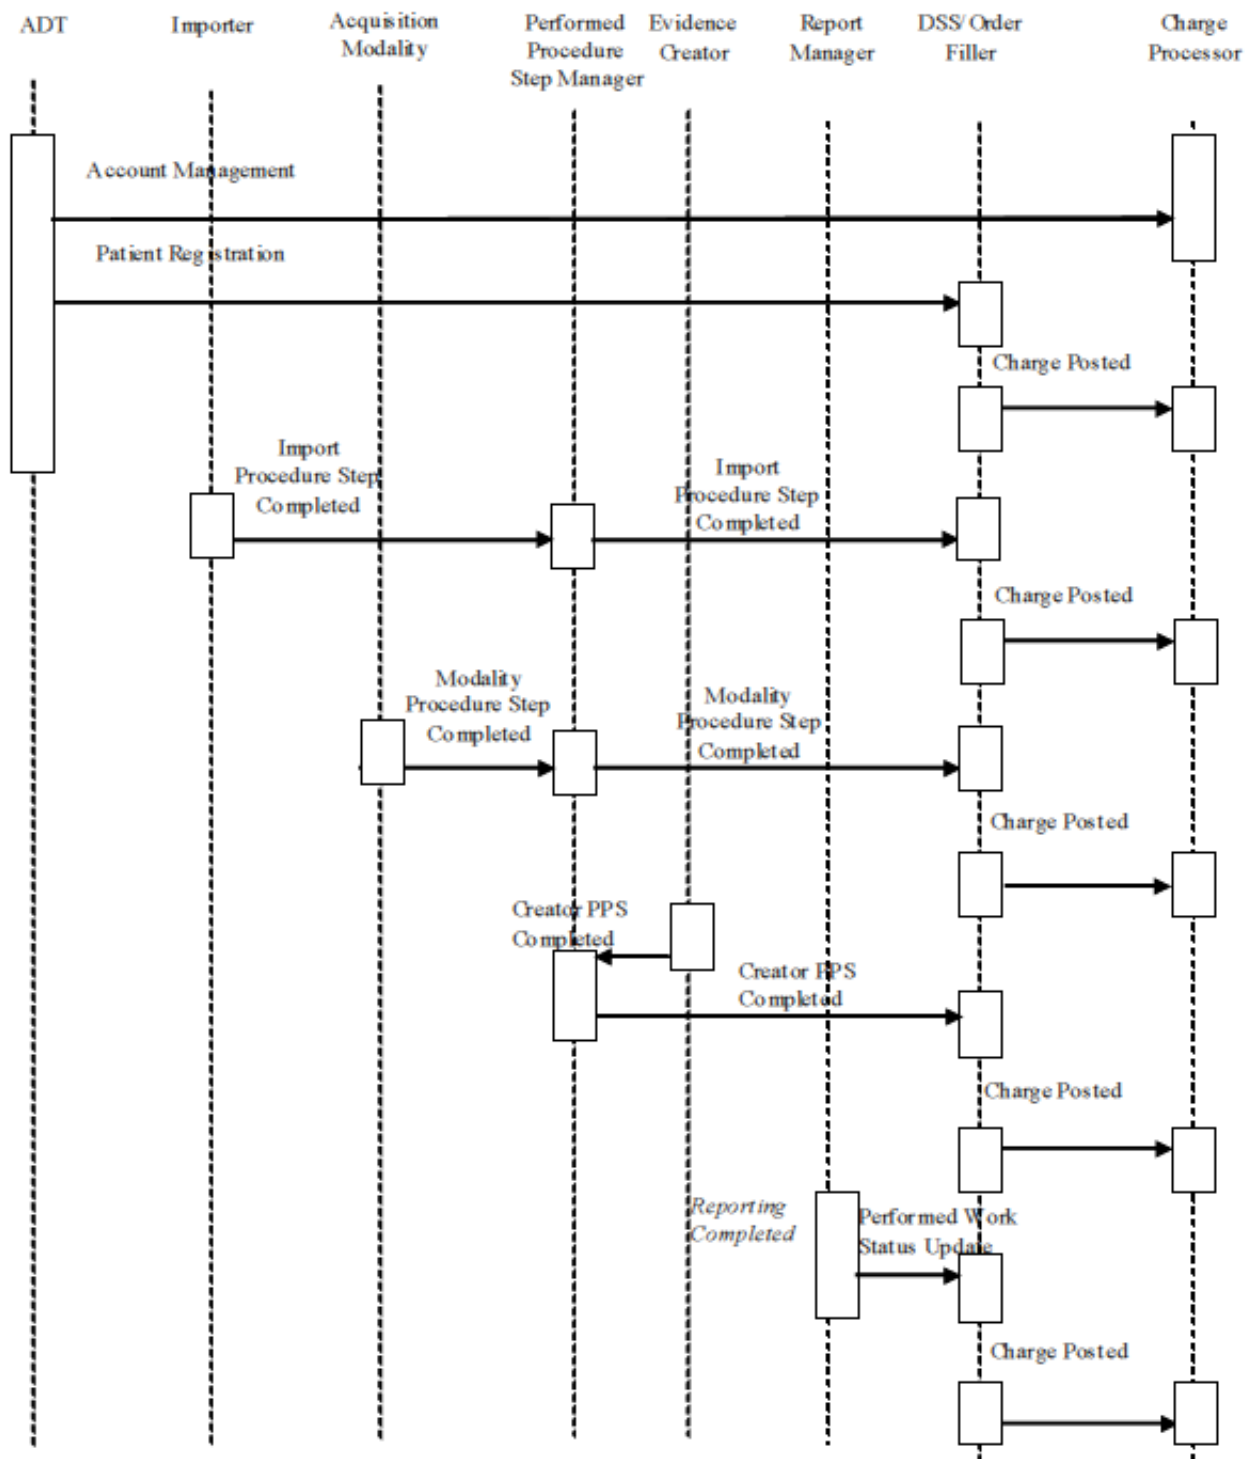 ADT
Importer
Acquisition
Modality
Performed
Procedure
Step Manager
Evidence
Creator
Report
Manager
DSS/Order
Filler
Charge
Processor
Account Management
Patient Registration
Charge Posted
Import
Procedure Step
Completed
Import
Procedure Step
Completed
Charge Posted
Modality
Procedure Step
Completed
Modality
Procedure Step
Completed
Charge Posted
Creator PPS
Completed
Creator PPS
Completed
Charge Posted
Reporting
Completed
Performed Work
Status Update
Charge Posted